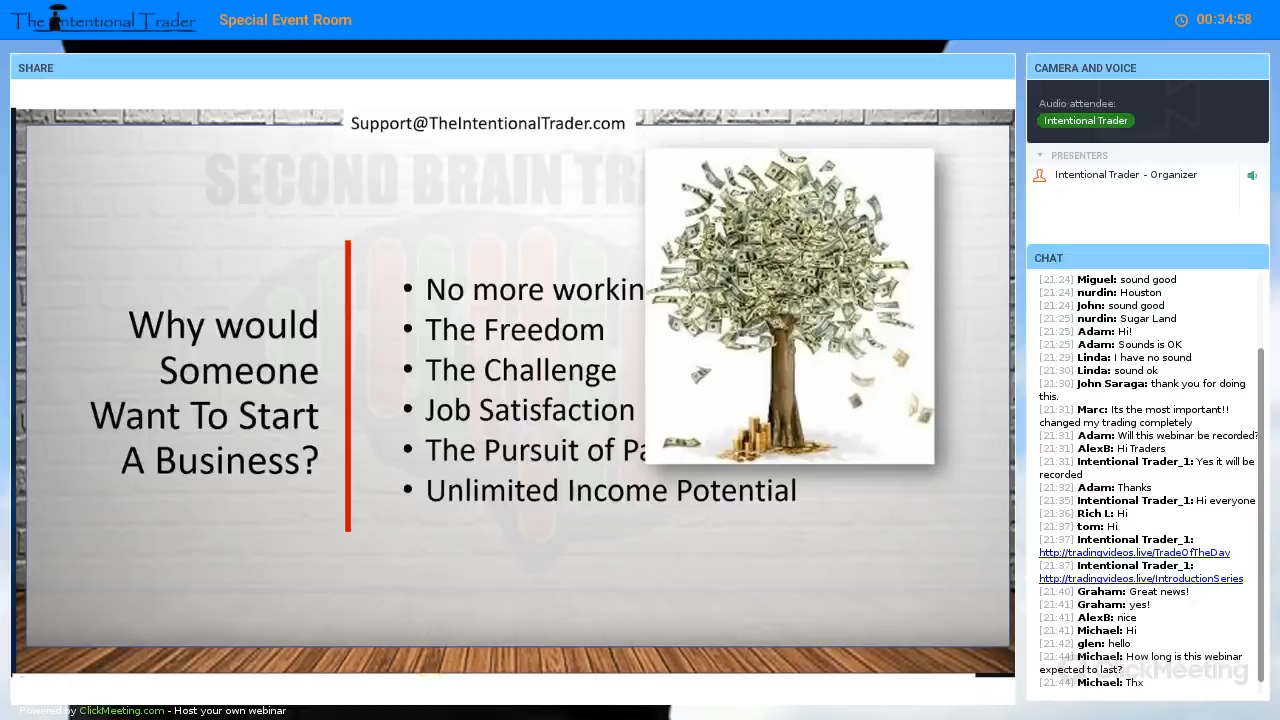 The Intentional Trader
Special Event Room
00:34:58
SHARE
Support@TheIntentionalTrader.com
SECOND BRAIN
Why would
Someone
Want To Start
A Business?
• No more
• The Freedom
• The Challenge
• Job Satisfaction
• The Pursuit of
• Unlimited Income Potential
CAMERA AND VOICE
Audio attendee:
Intentional Trader
PRESENTERS
Intentional Trader - Organizer
CHAT
[21:24] Miguel: sound good
[21:24] nurdin: Houston
[21:24] John: sound good
[21:25] nurdin: Sugar Land
[21:25] Adam: Hi!
[21:25] Adam: Sounds is OK
[21:29] Linda: I have no sound
[21:30] Linda: sound ok
[21:30] John Saraga: thank you for doing
this.
[21:31] Marc: Its the most important!!
changed my trading completely
[21:31] Adam: Will this webinar be recorded?
[21:31] AlexB: Hi Traders
[21:31] Intentional Trader_1: Yes it will be
recorded
[21:32] Adam: Thanks
[21:35] Intentional Trader_1: Hi everyone
[21:36] Rich L: Hi
[21:37] tom: Hi
[21:37] Intentional Trader_1:
http://tradingvideos.live/TradeOfTheDay
[21:37] Intentional Trader_1:
http://tradingvideos.live/IntroductionSeries
[21:40] Graham: Great news!
[21:41] Graham: yes!
[21:41] AlexB: nice
[21:41] Michael: Hi
[21:42] glen: hello
[21:44] Michael: How long is this webinar
expected to last?
[21:44] Michael: Thx
ClickMeeting
Powered by ClickMeeting.com - Host your own webinar